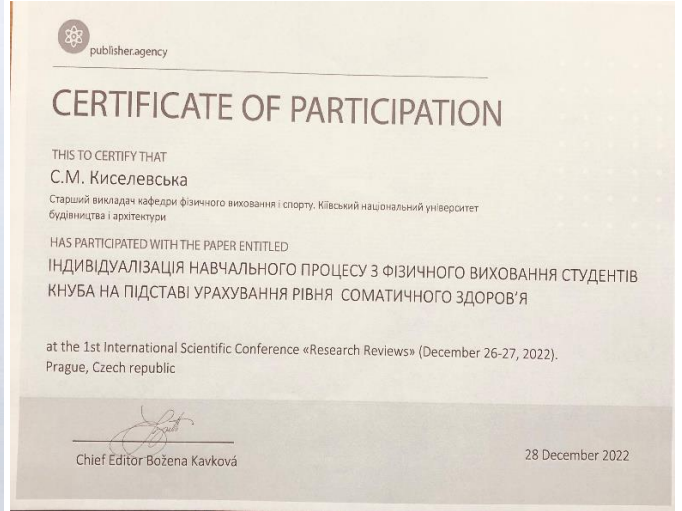 publisher.agency
CERTIFICATE OF PARTICIPATION
THIS TO CERTIFY THAT
С.М. Киселевська
Старший викладач кафедри фізичного виховання і спорту. Кіївський національний університет
будівництва і архітектури
HAS PARTICIPATED WITH THE PAPER ENTITLED
ІНДИВИДУАЛІЗАЦІЯ НАВЧАЛЬНОГО ПРОЦЕСУ З ФІЗИЧНОГО ВИХОВАННЯ СТУДЕНТІВ
КНУБА НА ПІДСТАВІ УРАХУВАННЯ РІВНЯ СОМАТИЧНОГО ЗДОРОВ’Я
at the 1st International Scientific Conference «Research Reviews» (December 26-27, 2022).
Prague, Czech republic
Chief Editor Božena Kavková
28 December 2022